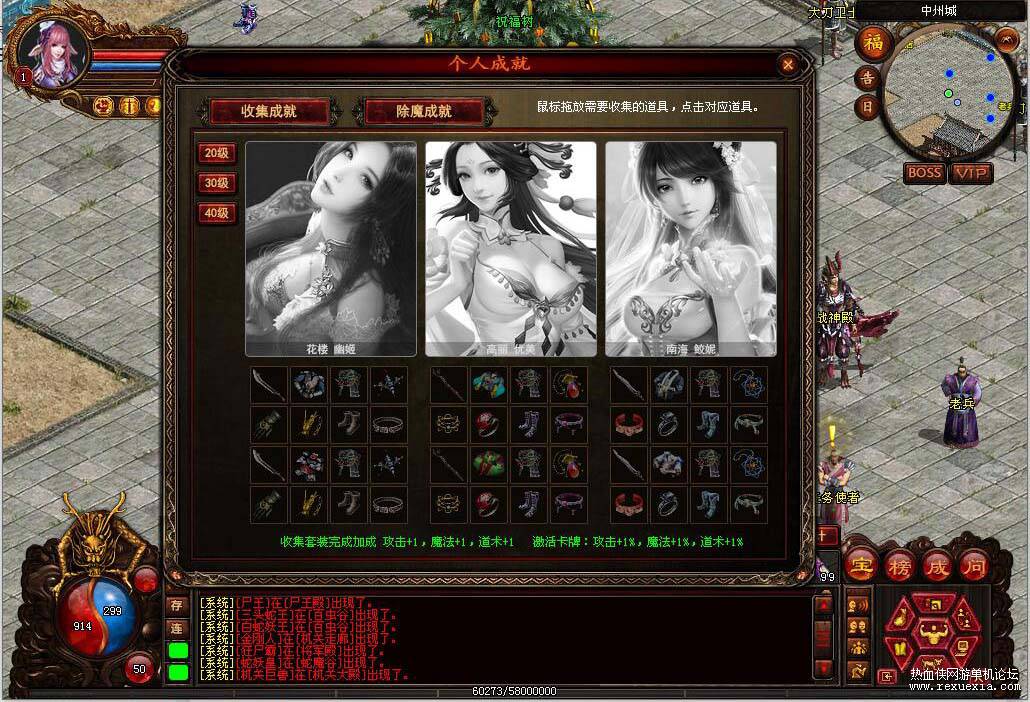 祝福树
大刀卫士
中州城
1
个人成就
福
告
日
收集成就
除魔成就
鼠标拖放需要收集的道具，点击对应道具。
BOSS
VIP
20级
30级
40级
花楼 幽姬
高丽 优美
南海 鲛妮
战神殿
老兵
务使者
收集套装完成加成 攻击+1，魔法+1，道术+1 激活卡牌：攻击+1%，魔法+1%，道术+1%
99
宝
榜
成
问
存
连
299
914
50
[系统][尸王]在[尸王殿]出现了。
[系统][三头蛇王]在[百虫谷]出现了。
[系统][白蛇妖王]在[百虫谷]出现了。
[系统][金刚人]在[机关走廊]出现了。
[系统][狂尸霸]在[将军殿]出现了。
[系统][蛇妖皇]在[蛇魔谷]出现了。
[系统][机关巨兽]在[机关大殿]出现了。
60273/58000000
热血侠网游单机论坛
www.rexuexia.com